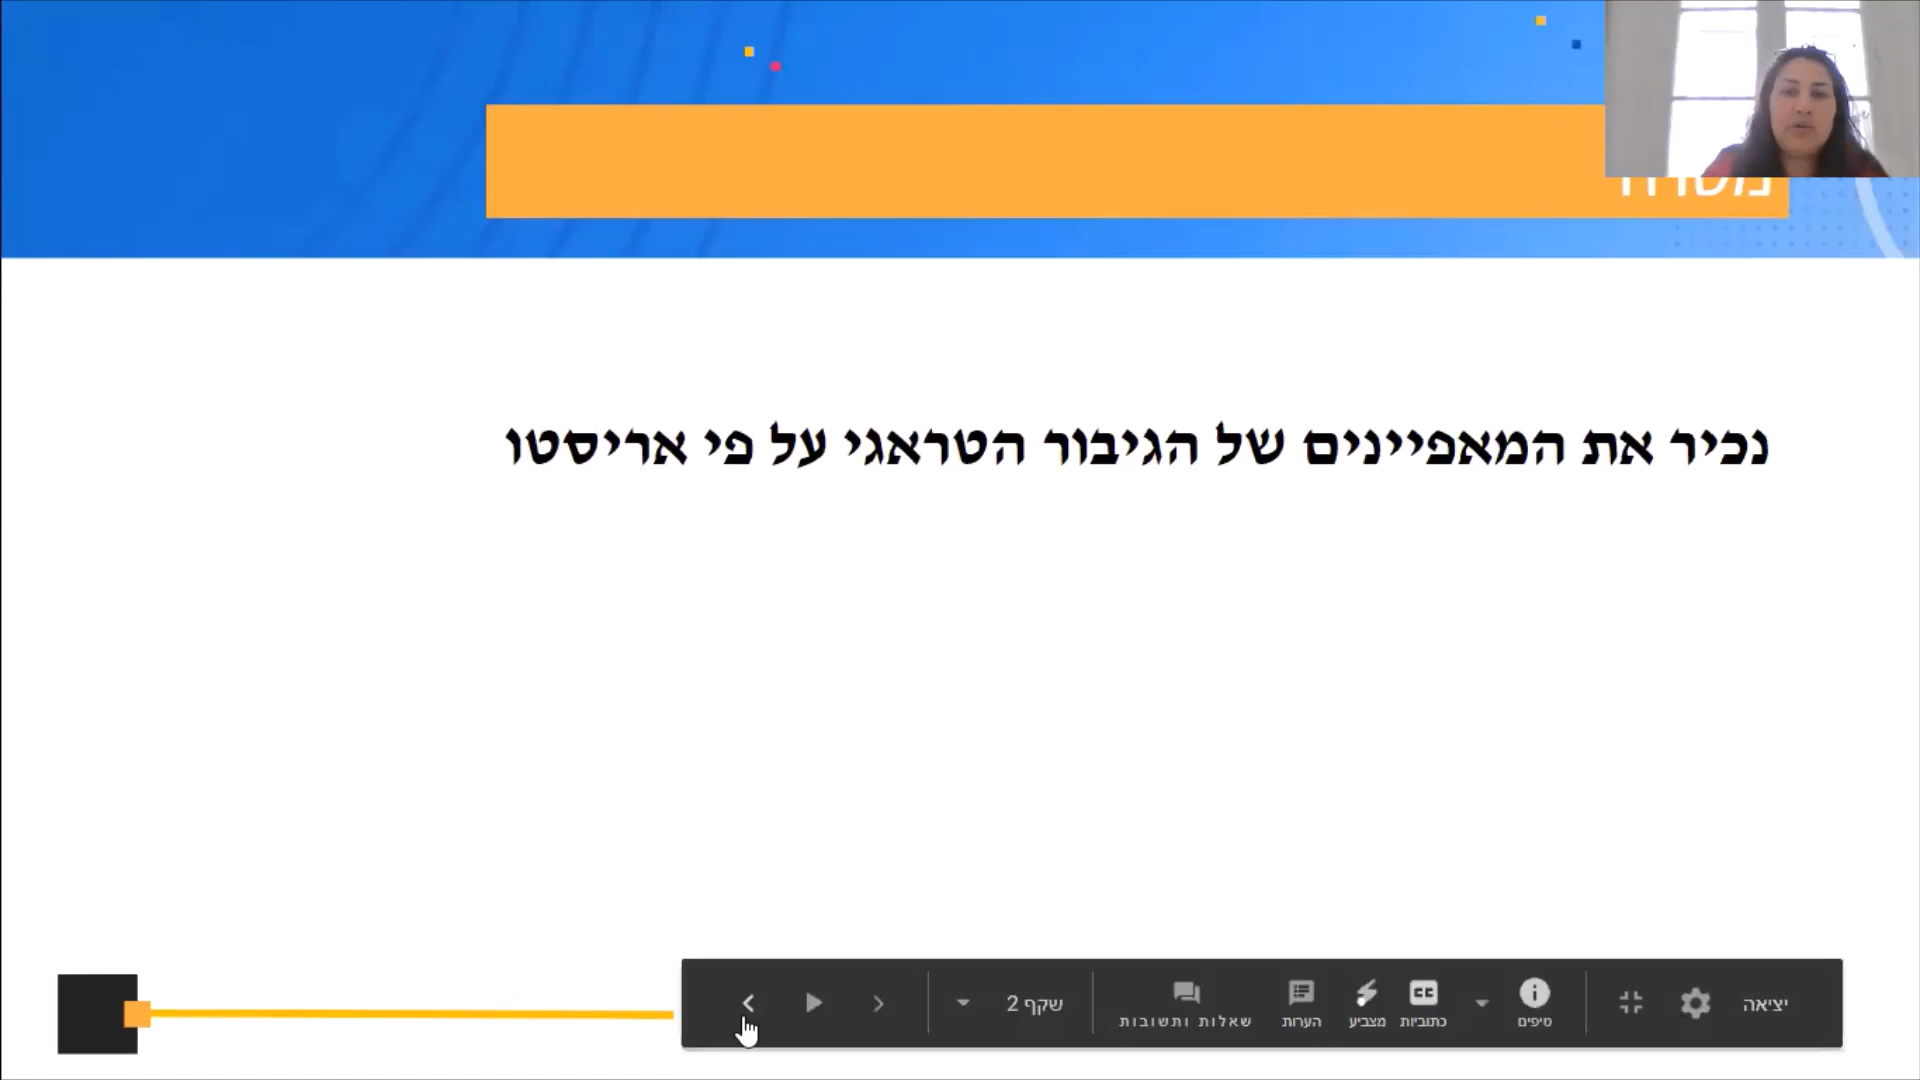 נכיר את המאפיינים של הגיבור הטראגי על פי אריסטו
שקף 2
שאלות ותשובות
הערות
מצביע
כתוביות
טיפים
יציאה